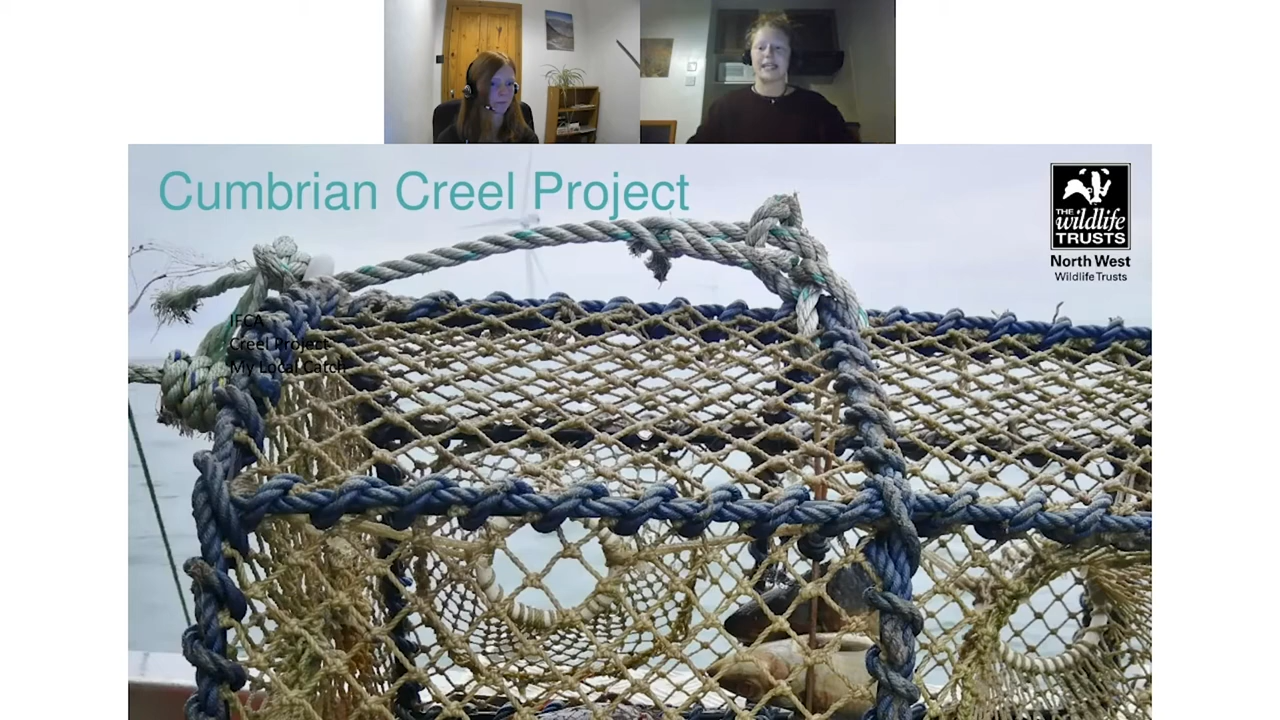 Cumbrian Creel Project
THE
wildlife
TRUSTS
North West
Wildlife Trusts
IFCA
Creel Project
My Local Catch